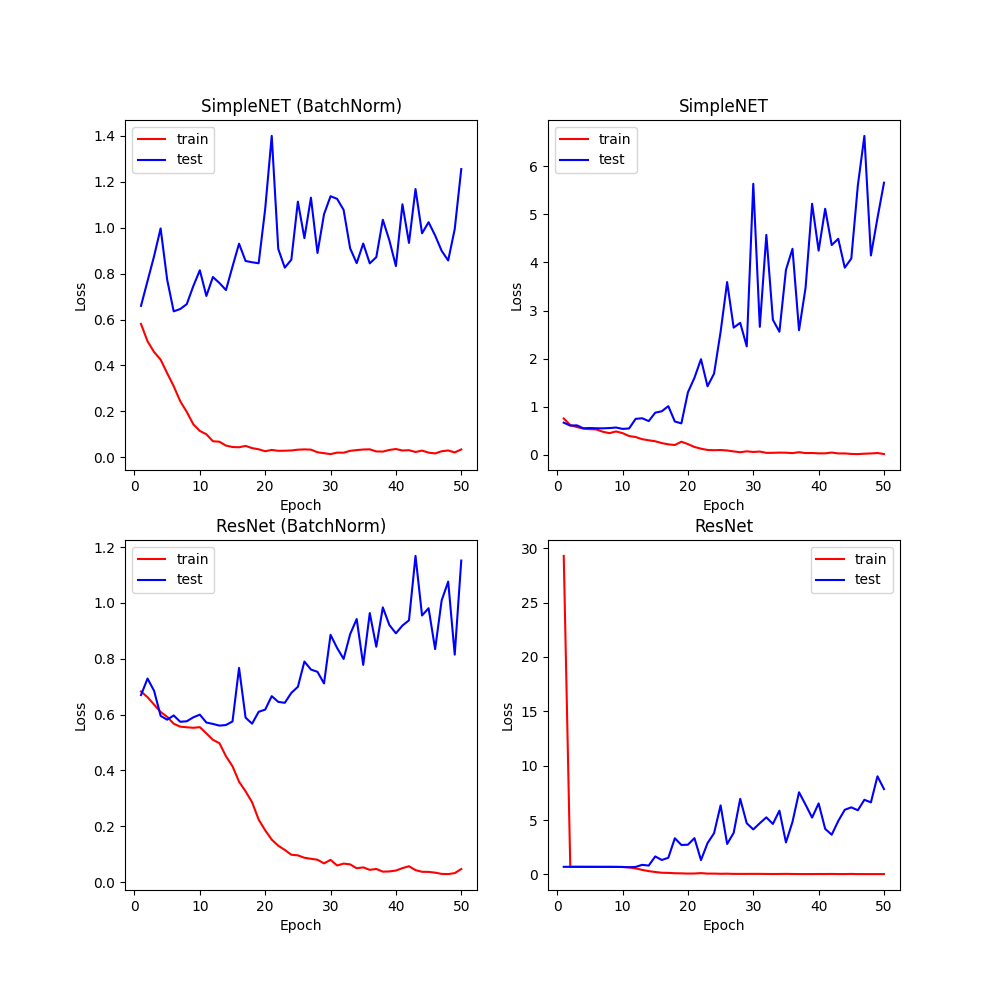 SimpleNET (BatchNorm)
train
test
1.4
1.2
1.0
0.8
0.6
0.4
0.2
0.0
Loss
0 10 20 30 40 50
Epoch
SimpleNET
train
test
6
5
4
3
2
1
0
Loss
0 10 20 30 40 50
Epoch
ResNet (BatchNorm)
train
test
1.2
1.0
0.8
0.6
0.4
0.2
0.0
Loss
0 10 20 30 40 50
Epoch
ResNet
train
test
30
25
20
15
10
5
0
Loss
0 10 20 30 40 50
Epoch